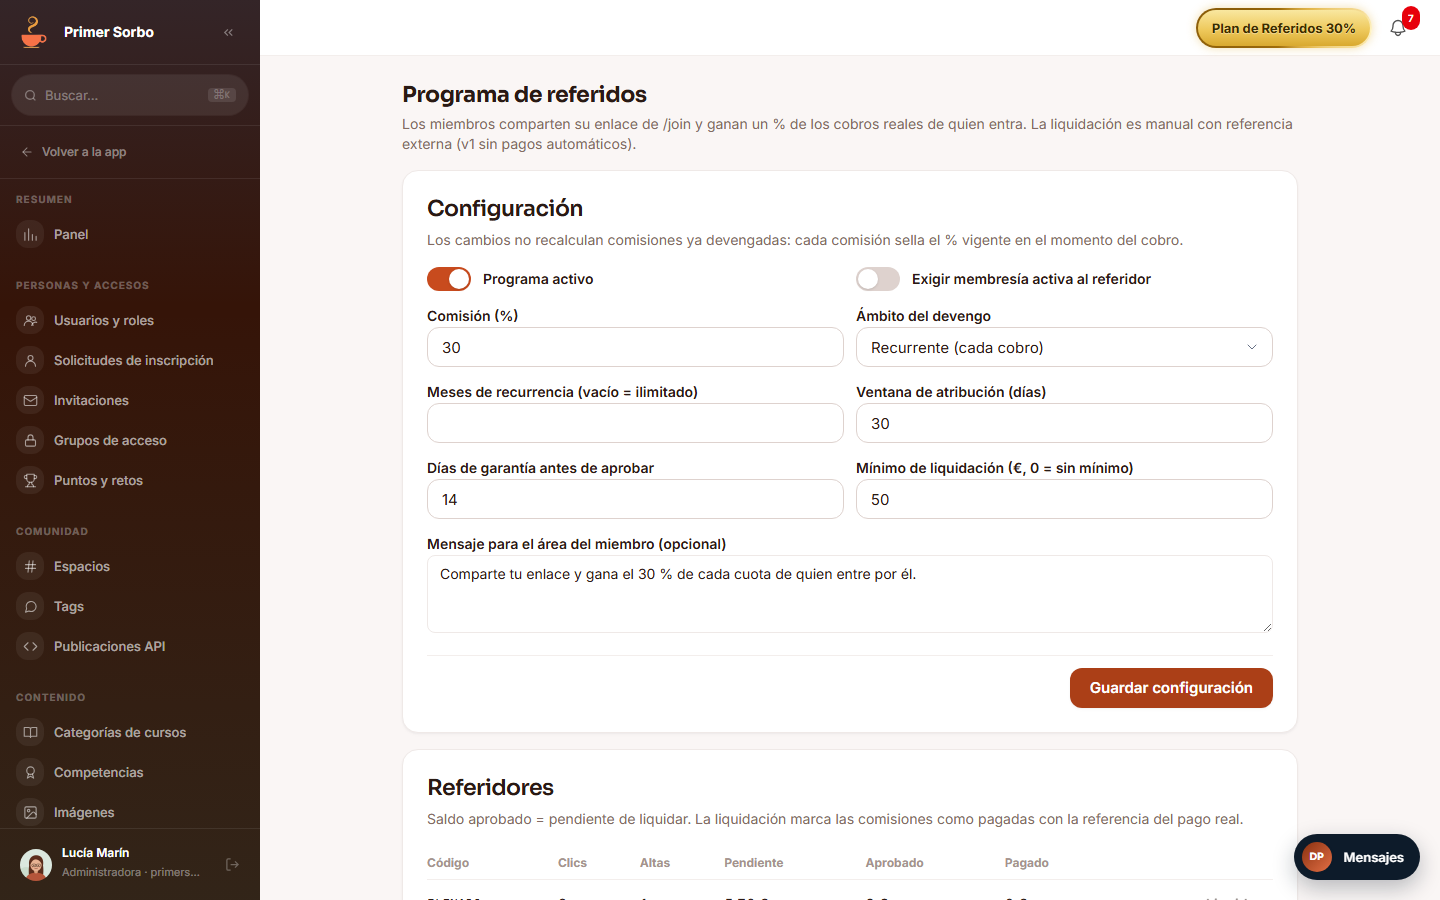 Primer Sorbo
Buscar...
⌘K
Volver a la app
RESUMEN
Panel
PERSONAS Y ACCESOS
Usuarios y roles
Solicitudes de inscripción
Invitaciones
Grupos de acceso
Puntos y retos
COMUNIDAD
Espacios
Tags
Publicaciones API
CONTENIDO
Categorías de cursos
Competencias
Imágenes
Lucía Marín
Administradora · primers...
Plan de Referidos 30%
7
Programa de referidos
Los miembros comparten su enlace de /join y ganan un % de los cobros reales de quien entra. La liquidación es manual con referencia
externa (v1 sin pagos automáticos).
Configuración
Los cambios no recalculan comisiones ya devengadas: cada comisión sella el % vigente en el momento del cobro.
Programa activo
Exigir membresía activa al referidor
Comisión (%)
30
Ámbito del devengo
Recurrente (cada cobro)
Meses de recurrencia (vacío = ilimitado)
Ventana de atribución (días)
30
Días de garantía antes de aprobar
14
Mínimo de liquidación (€, 0 = sin mínimo)
50
Mensaje para el área del miembro (opcional)
Comparte tu enlace y gana el 30 % de cada cuota de quien entre por él.
Guardar configuración
Referidores
Saldo aprobado = pendiente de liquidar. La liquidación marca las comisiones como pagadas con la referencia del pago real.
Código Clics Altas Pendiente Aprobado Pagado
DP Mensajes